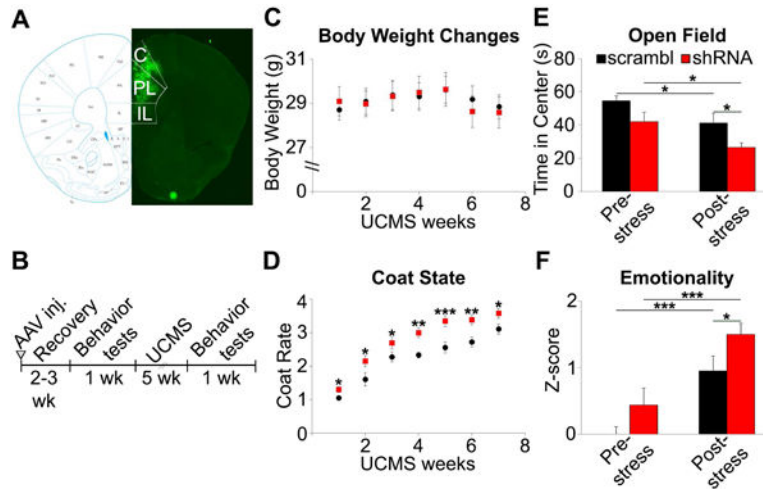 A
C
PL
IL
B
AAV inj.
Recovery
Behavior
tests
UCMS
Behavior
tests
2-3
wk
1 wk
5 wk
1 wk
C
Body Weight Changes
Body Weight (g)
31
29
27
0
0
2
4
6
8
UCMS weeks
D
Coat State
Coat Rate
4
3
2
1
0
*
*
*
**
***
**
*
0
2
4
6
8
UCMS weeks
E
Open Field
scrambl
shRNA
Time in Center (s)
80
60
40
20
0
*
*
*
Pre-
stress
Post-
stress
F
Emotionality
Z-score
2
1
0
***
***
*
Pre-
stress
Post-
stress